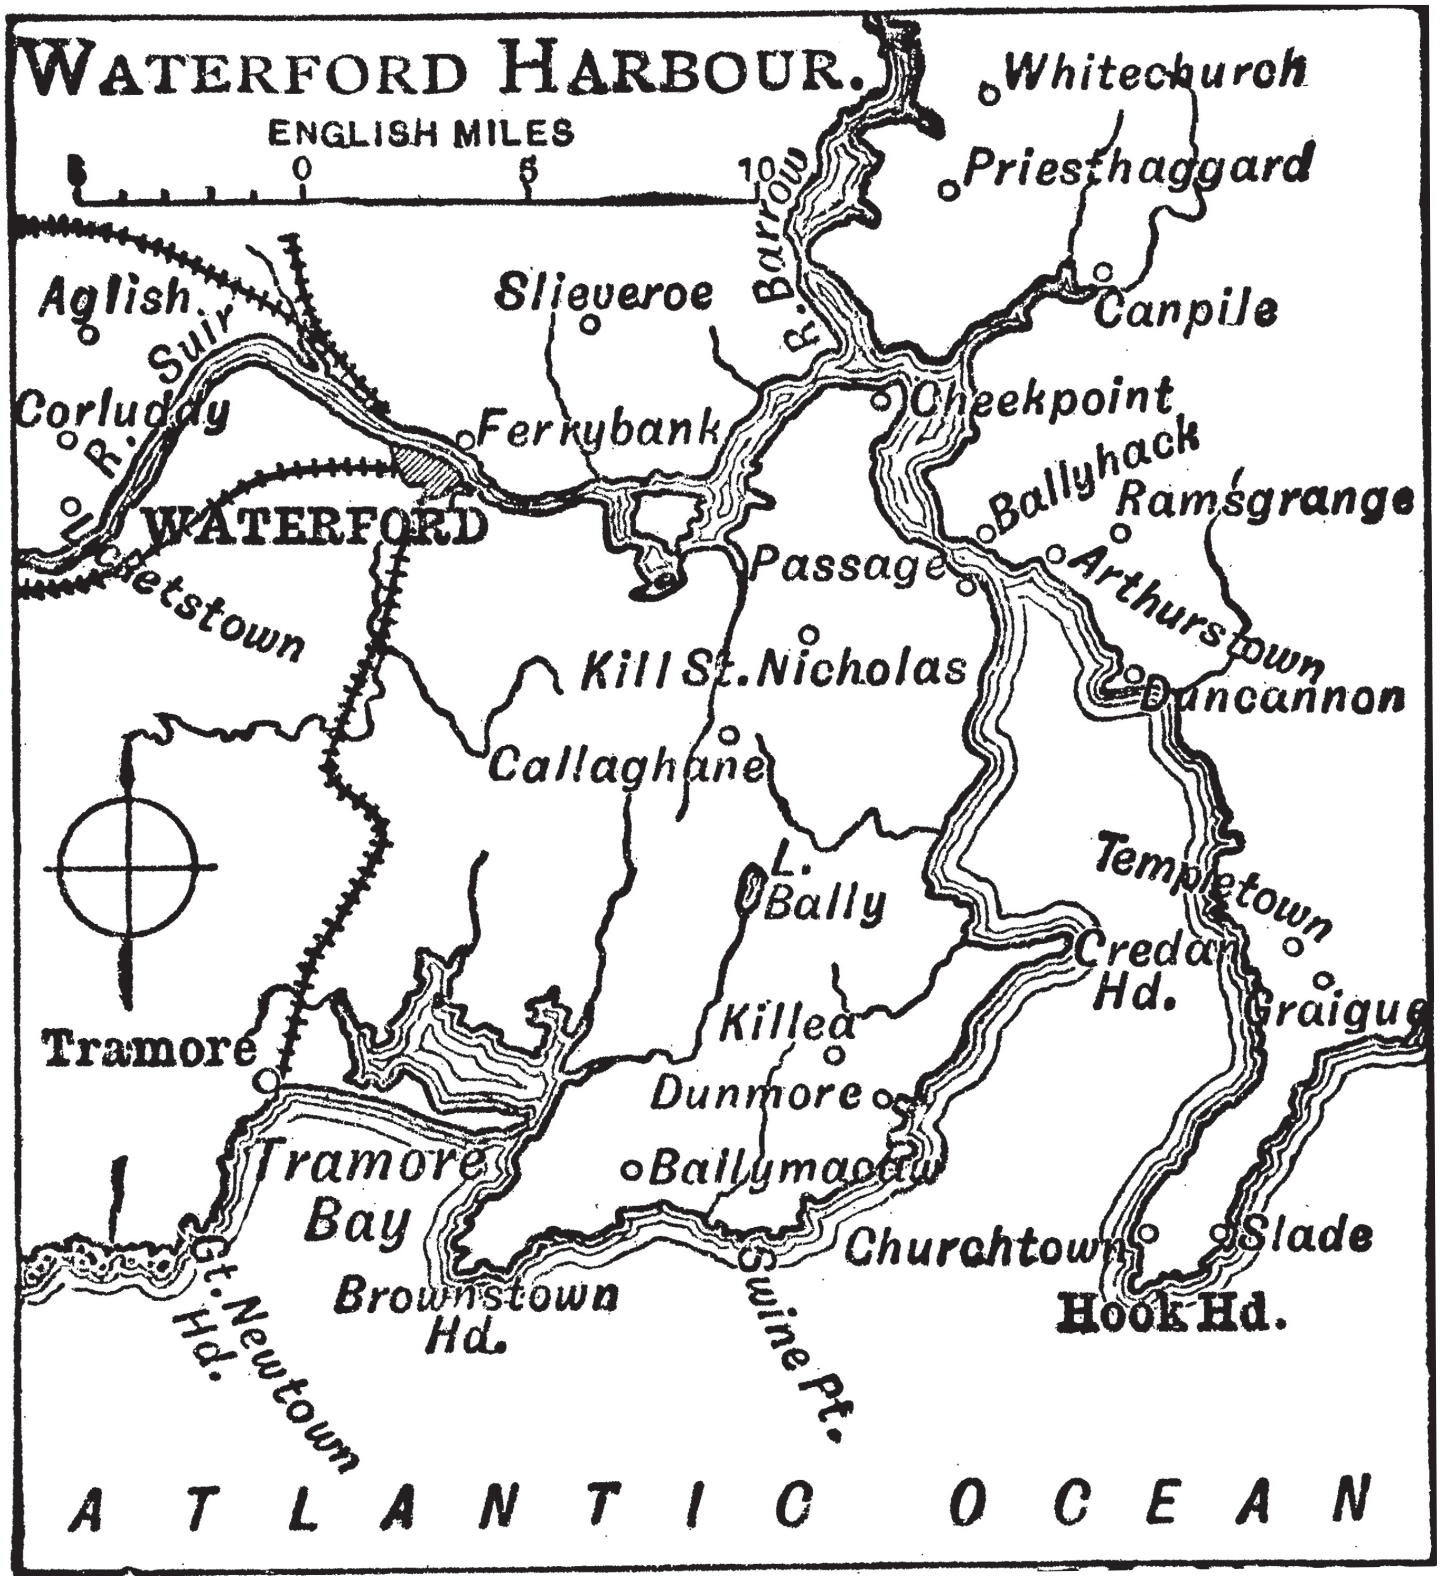 WATERFORD HARBOUR.
ENGLISH MILES
5 0 5 10
Whitechurch
Priesthaggard
R. Barrow
Aglish
R. Suir
Slieveroe
Canpile
Corluddy
Ferrybank
Cheekpoint
Ballyhack
Ramsgrange
WATERFORD
Passage
Arthurstown
Kill St. Nicholas
Duncannon
Callaghane
Templetown
L.
Bally
Credan
Hd.
Killea
Graigue
Tramore
Dunmore
Tramore
Bay
Ballymacaw
Churchtown
Slade
Gt. Newtown
Hd.
Brownstown
Hd.
Swine Pt.
Hook Hd.
ATLANTIC OCEAN